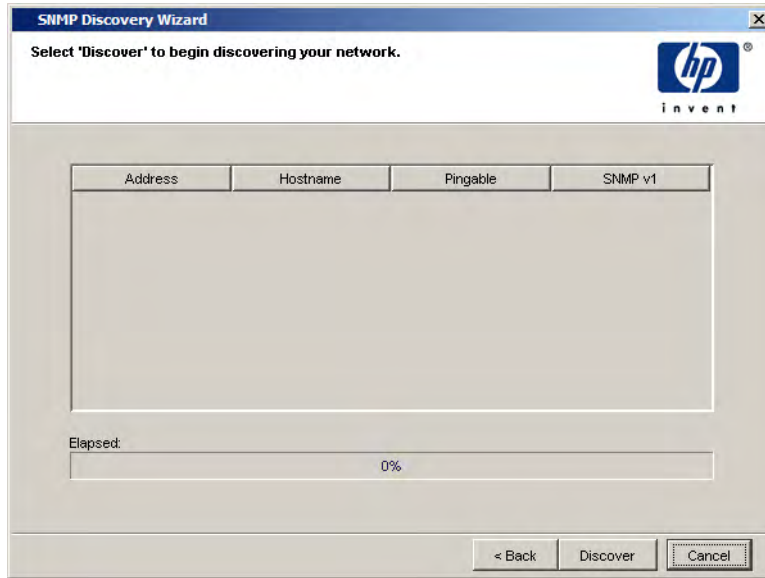 SNMP Discovery Wizard
Select 'Discover' to begin discovering your network.
hp
®
invent
Address Hostname Pingable SNMP v1
Elapsed:
0%
< Back Discover Cancel